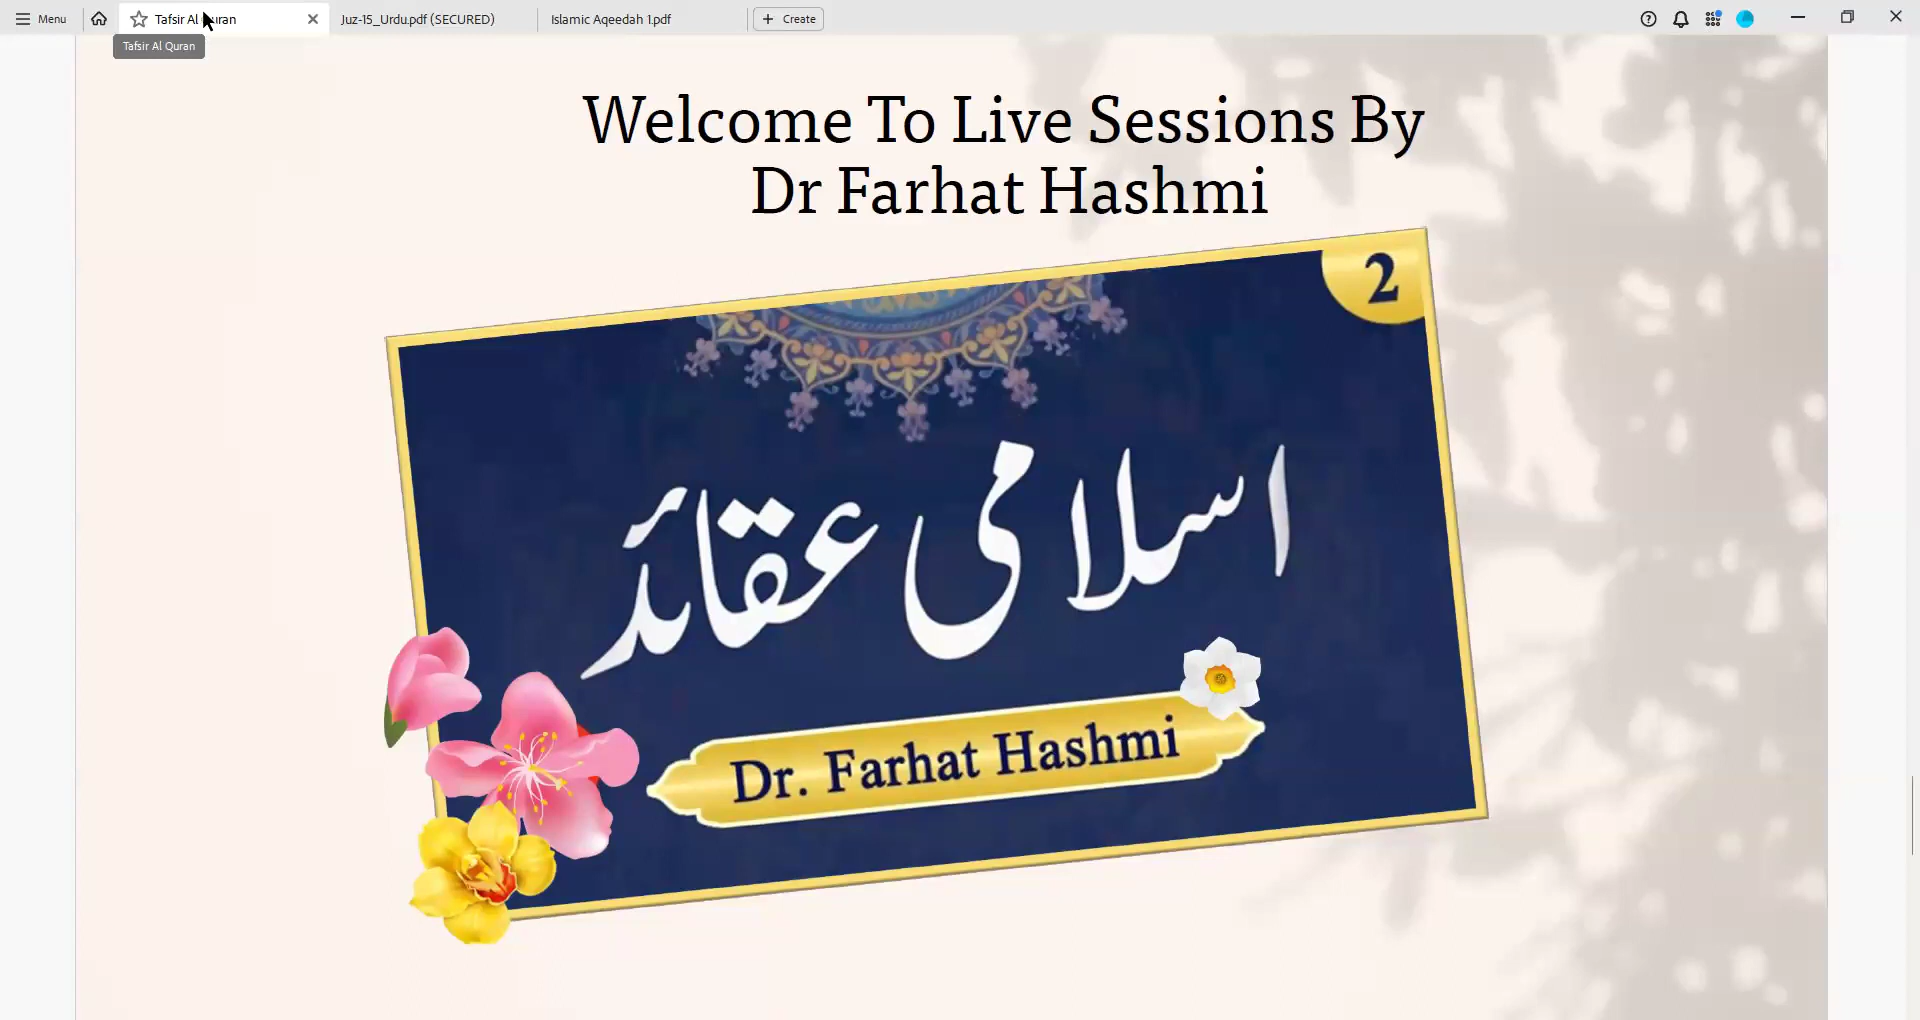 Menu
Tafsir Al Quran
Juz-15_Urdu.pdf (SECURED)
Islamic Aqeedah 1.pdf
+ Create
Tafsir Al Quran
Welcome To Live Sessions By
Dr Farhat Hashmi
2
اسلامی عقائد
Dr. Farhat Hashmi